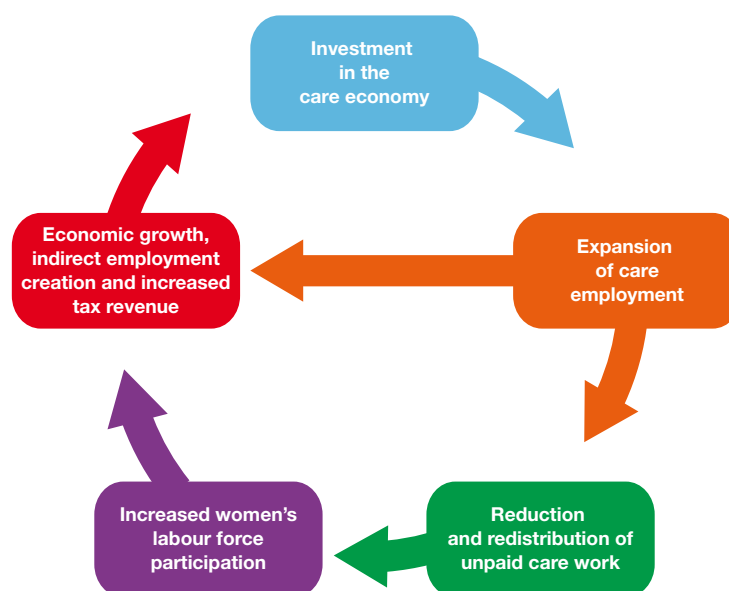 Investment
in the
care economy
Expansion
of care
employment
Reduction
and redistribution of
unpaid care work
Increased women’s
labour force
participation
Economic growth,
indirect employment
creation and increased
tax revenue